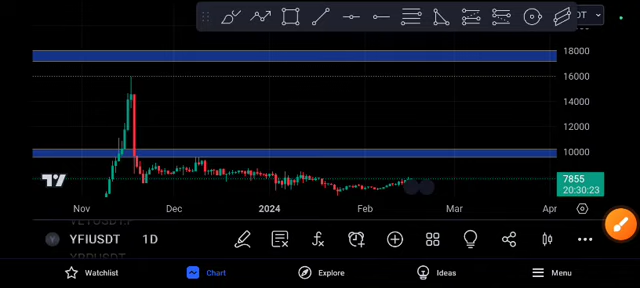 DT
18000
16000
14000
12000
10000
7855
20:30:23
Nov Dec 2024 Feb Mar Apr
YFIUSDT 1D
Watchlist Chart Explore Ideas Menu